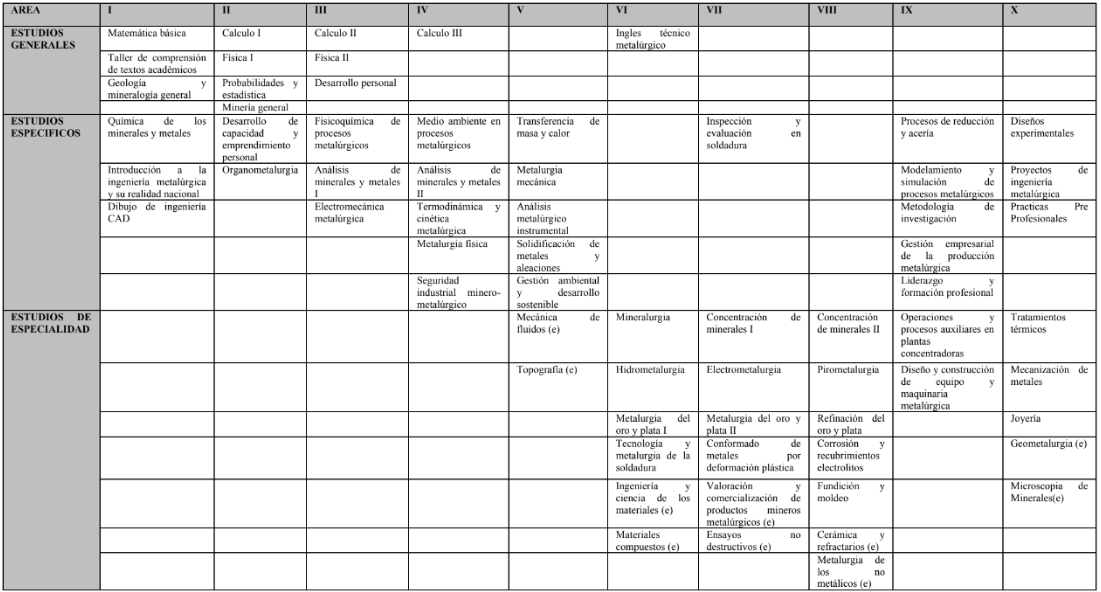 AREA I II III IV V VI VII VIII IX X
ESTUDIOS GENERALES
Matemática básica
Calculo I
Calculo II
Calculo III
Ingles técnico
metalúrgico
Taller de comprensión
de textos académicos
Física I
Física II
Geología y
mineralogía general
Probabilidades y
estadística
Desarrollo personal
Minería general
ESTUDIOS
ESPECIFICOS
Química de los
minerales y metales
Desarrollo de
capacidad y
emprendimiento
personal
Fisicoquímica de
procesos
metalúrgicos
Medio ambiente en
procesos
metalúrgicos
Transferencia de
masa y calor
Inspección y
evaluación en
soldadura
Procesos de reducción
y acería
Diseños
experimentales
Introducción a la
ingeniería metalúrgica
y su realidad nacional
Organometalurgia
Análisis de
minerales y metales
I
Análisis de
minerales y metales
II
Metalurgia
mecánica
Modelamiento y
simulación de
procesos metalúrgicos
Proyectos de
ingeniería
metalúrgica
Dibujo de ingeniería
CAD
Electromecánica
metalúrgica
Termodinámica y
cinética
metalúrgica
Análisis
metalúrgico
instrumental
Metodología de
investigación
Practicas Pre
Profesionales
Metalurgia física
Solidificación de
metales y
aleaciones
Gestión empresarial
de la producción
metalúrgica
Seguridad
industrial minero-
metalúrgico
Gestión ambiental
y desarrollo
sostenible
Liderazgo y
formación profesional
ESTUDIOS DE
ESPECIALIDAD
Mecánica de
fluidos (e)
Mineralurgia
Concentración de
minerales I
Concentración
de minerales II
Operaciones y
procesos auxiliares en
plantas
concentradoras
Tratamientos
térmicos
Topografía (e)
Hidrometalurgia
Electrometalurgia
Pirometalurgia
Diseño y construcción
de equipo y
maquinaria
metalúrgica
Mecanización de
metales
Metalurgia del
oro y plata I
Metalurgia del oro y
plata II
Refinación del
oro y plata
Joyería
Tecnología y
metalurgia de la
soldadura
Conformado de
metales por
deformación plástica
Corrosión y
recubrimientos
electrolitos
Geometalurgia (e)
Ingeniería y
ciencia de los
materiales (e)
Valoración y
comercialización de
productos mineros
metalúrgicos (e)
Fundición y
moldeo
Microscopia de
Minerales(e)
Materiales
compuestos (e)
Ensayos no
destructivos (e)
Cerámica y
refractarios (e)
Metalurgia de
los no
metálicos (e)